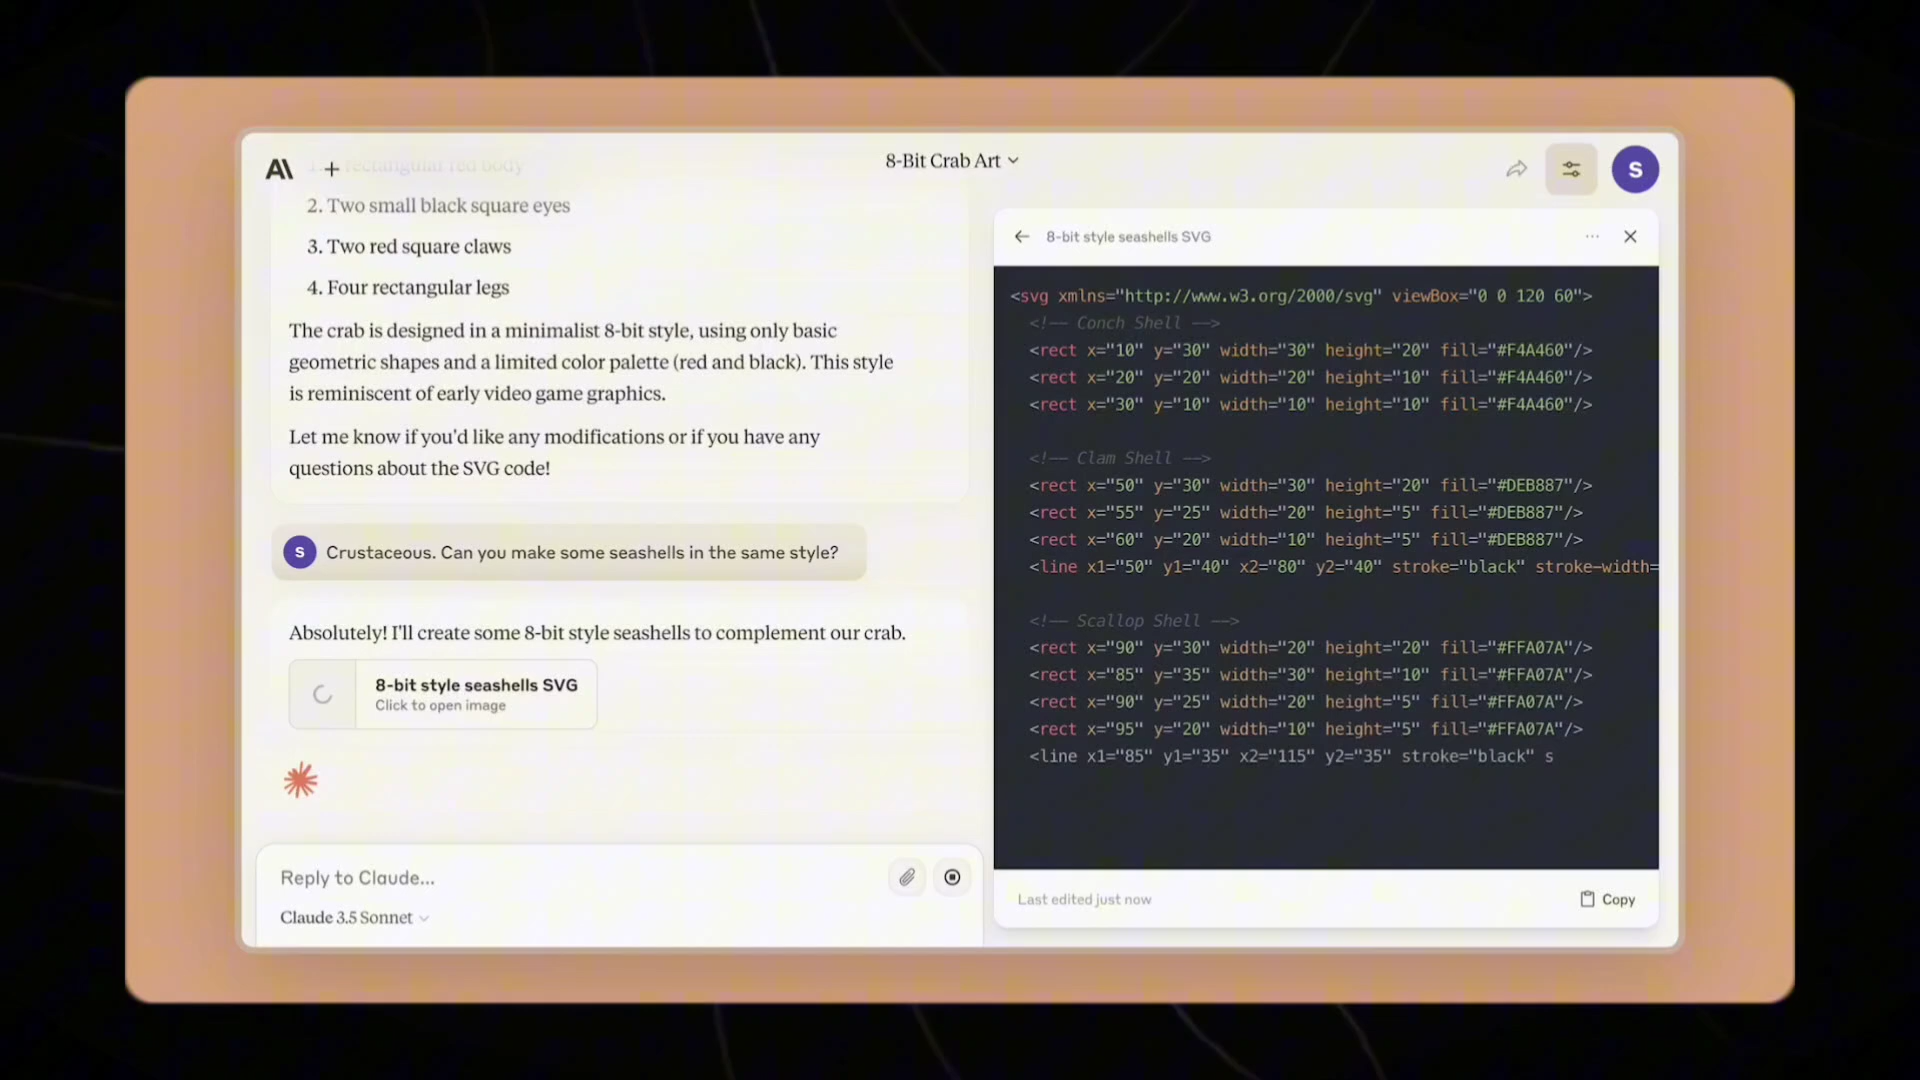 8-Bit Crab Art
S
1. A rectangular red body
2. Two small black square eyes
3. Two red square claws
4. Four rectangular legs
The crab is designed in a minimalist 8-bit style, using only basic
geometric shapes and a limited color palette (red and black). This style
is reminiscent of early video game graphics.
Let me know if you'd like any modifications or if you have any
questions about the SVG code!
S Crustaceous. Can you make some seashells in the same style?
Absolutely! I'll create some 8-bit style seashells to complement our crab.
8-bit style seashells SVG
Click to open image
Reply to Claude...
Claude 3.5 Sonnet
8-bit style seashells SVG
<svg xmlns="http://www.w3.org/2000/svg" viewBox="0 0 120 60">
<!-- Conch Shell -->
<rect x="10" y="30" width="30" height="20" fill="#F4A460"/>
<rect x="20" y="20" width="20" height="10" fill="#F4A460"/>
<rect x="30" y="10" width="10" height="10" fill="#F4A460"/>
<!-- Clam Shell -->
<rect x="50" y="30" width="30" height="20" fill="#DEB887"/>
<rect x="55" y="25" width="20" height="5" fill="#DEB887"/>
<rect x="60" y="20" width="10" height="5" fill="#DEB887"/>
<line x1="50" y1="40" x2="80" y2="40" stroke="black" stroke-width=
<!-- Scallop Shell -->
<rect x="90" y="30" width="20" height="20" fill="#FFA07A"/>
<rect x="85" y="35" width="30" height="10" fill="#FFA07A"/>
<rect x="90" y="25" width="20" height="5" fill="#FFA07A"/>
<rect x="95" y="20" width="10" height="5" fill="#FFA07A"/>
<line x1="85" y1="35" x2="115" y2="35" stroke="black" s
Last edited just now
Copy